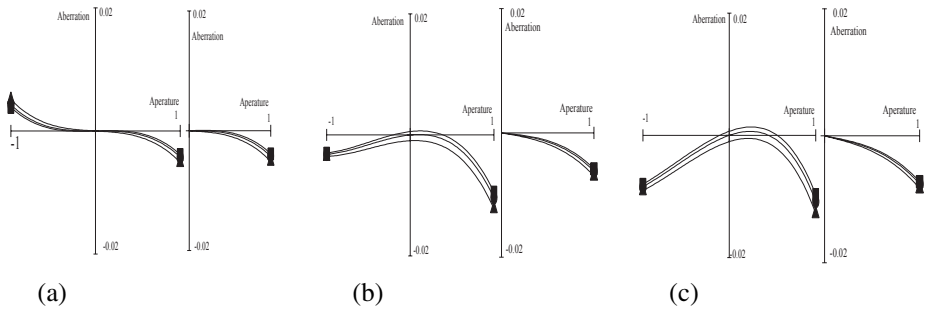 Aberration 0.02
Aperature
1
-1
-0.02
0.02
Aberration
Aperature
1
-0.02
(a)
Aberration 0.02
Aperature
-1
1
-0.02
0.02
Aberration
Aperature
1
-0.02
(b)
Aberration 0.02
Aperature
-1
1
-0.02
0.02
Aberration
Aperature
1
-0.02
(c)